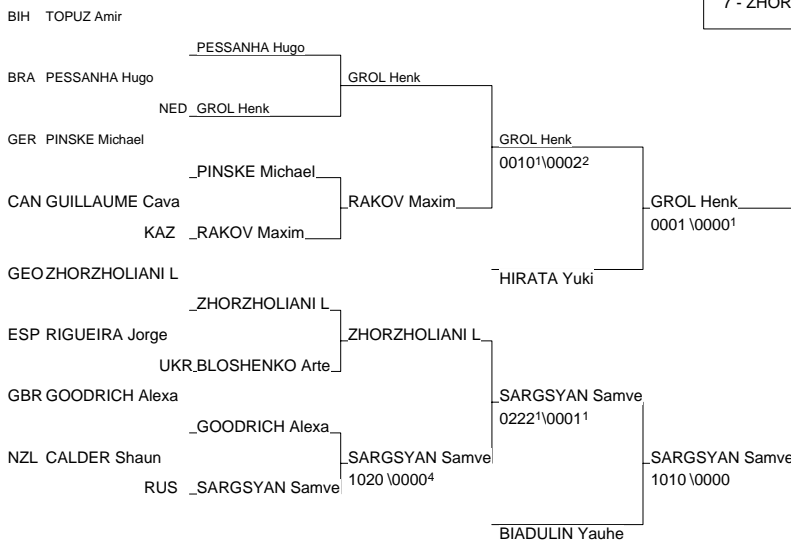 7 - ZHOR
BIH TOPUZ Amir
PESSANHA Hugo
BRA PESSANHA Hugo
GROL Henk
NED GROL Henk
GER PINSKE Michael
GROL Henk
0010¹\0002²
PINSKE Michael
CAN GUILLAUME Cava
RAKOV Maxim
GROL Henk
0001 \0000¹
KAZ RAKOV Maxim
GEO ZHORZHOLIANI L
HIRATA Yuki
ZHORZHOLIANI L
ESP RIGUEIRA Jorge
ZHORZHOLIANI L
UKR BLOSHENKO Arte
GBR GOODRICH Alexa
SARGSYAN Samve
0222¹\0001¹
GOODRICH Alexa
NZL CALDER Shaun
SARGSYAN Samve
1020 \0000⁴
SARGSYAN Samve
1010 \0000
RUS SARGSYAN Samve
BIADULIN Yauhe